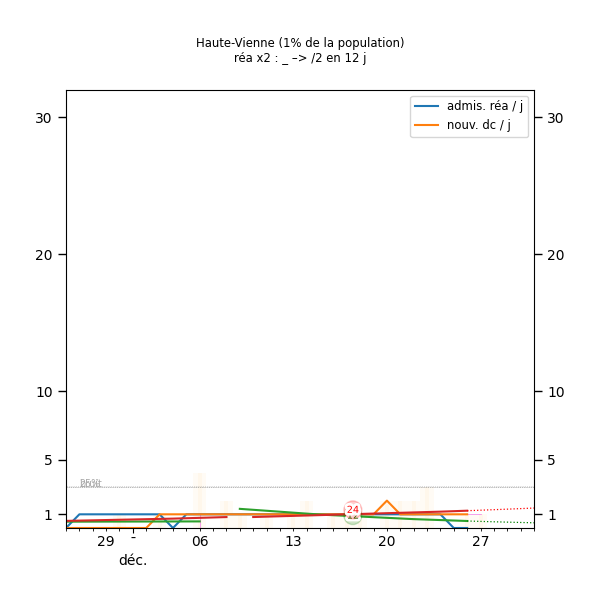 Haute-Vienne (1% de la population)
réa x2 : _ –> /2 en 12 j
admis. réa / j
nouv. dc / j
30 30
20 20
10 10
5 5
1 1
24
29 - 06 13 20 27
déc.